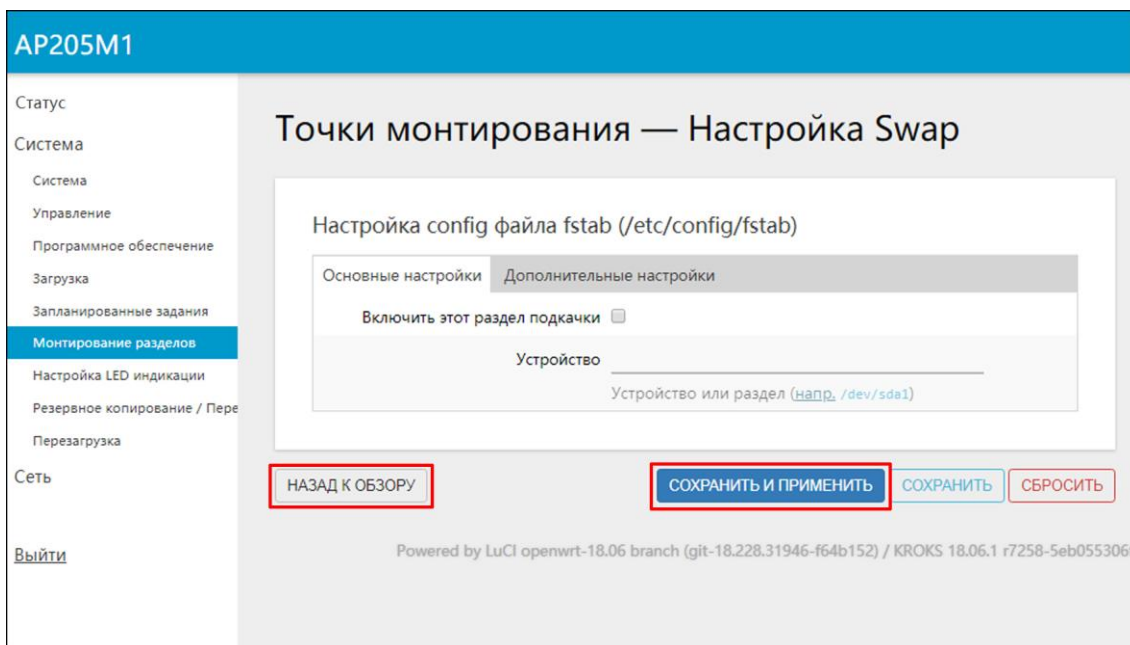 AP205M1
Статус
Система
Система
Управление
Программное обеспечение
Загрузка
Запланированные задания
Монтирование разделов
Настройка LED индикации
Резервное копирование / Пере
Перезагрузка
Сеть
Выйти
Точки монтирования — Настройка Swap
Настройка config файла fstab (/etc/config/fstab)
Основные настройки Дополнительные настройки
Включить этот раздел подкачки
Устройство
Устройство или раздел (напр. /dev/sda1)
НАЗАД К ОБЗОРУ СОХРАНИТЬ И ПРИМЕНИТЬ СОХРАНИТЬ СБРОСИТЬ
Powered by LuCI openwrt-18.06 branch (git-18.228.31946-f64b152) / KROKS 18.06.1 r7258-5eb055306